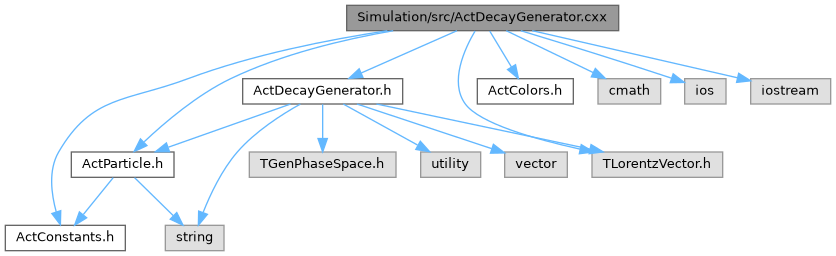 Simulation/src/ActDecayGenerator.cxx
ActDecayGenerator.h
ActColors.h
cmath
ios
iostream
ActParticle.h
TGenPhaseSpace.h
utility
vector
TLorentzVector.h
ActConstants.h
string